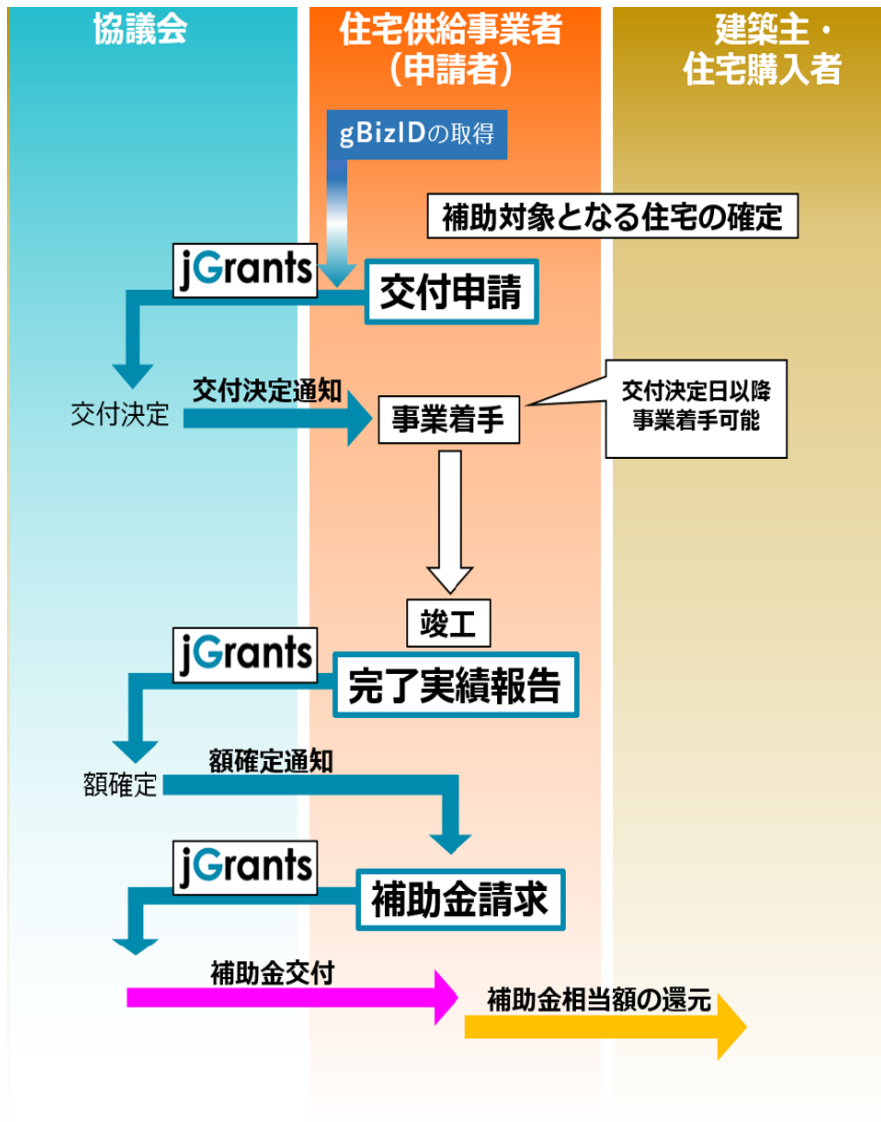 協議会
住宅供給事業者
（申請者）
建築主・
住宅購入者
gBizIDの取得
補助対象となる住宅の確定
jGrants
交付申請
交付決定通知
交付決定
事業着手
交付決定日以降
事業着手可能
竣工
jGrants
完了実績報告
額確定通知
額確定
jGrants
補助金請求
補助金交付
補助金相当額の還元